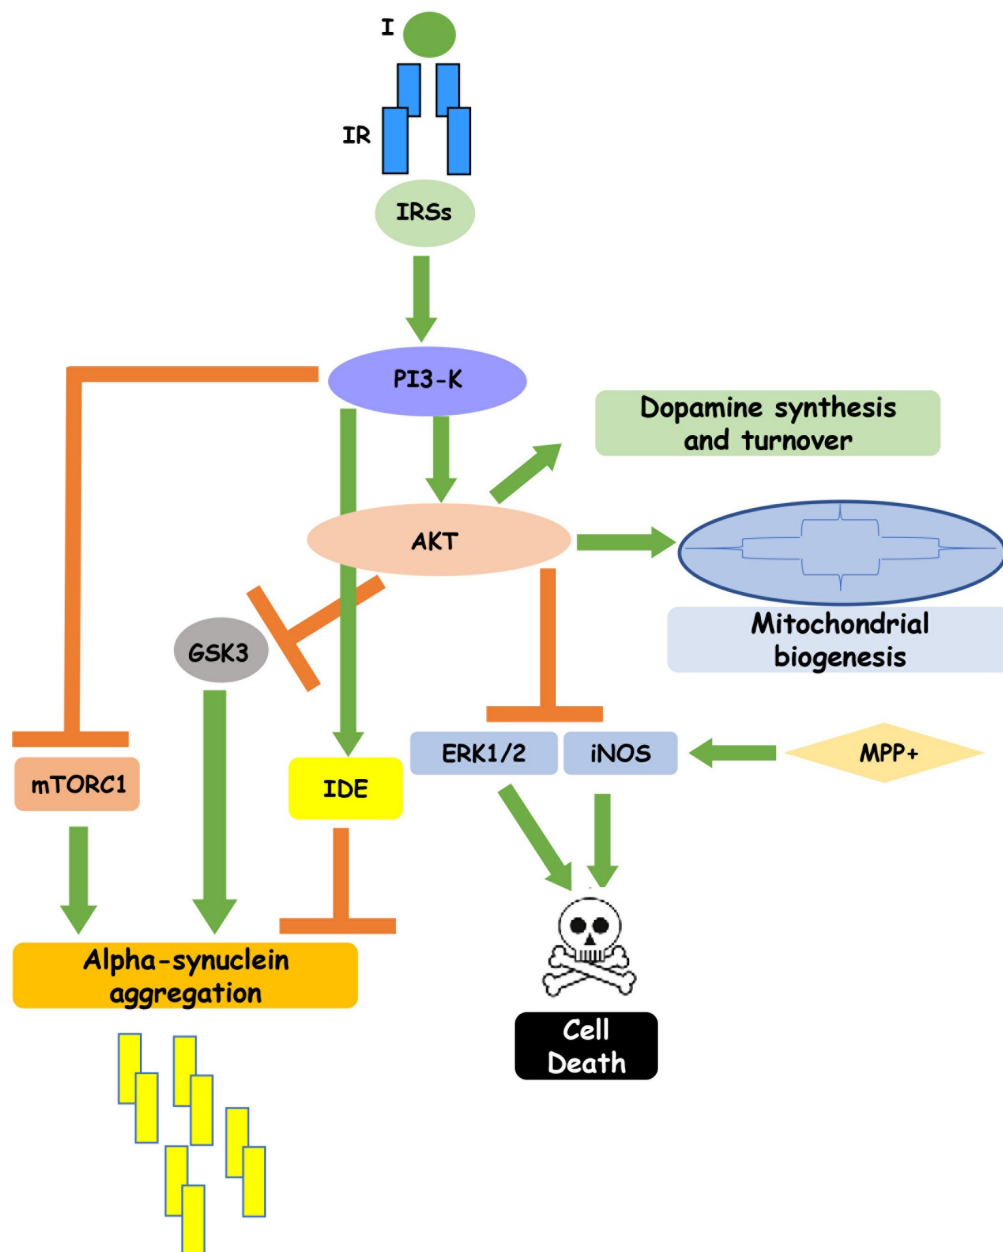 I
IR
IRSs
PI3-K
Dopamine synthesis
and turnover
AKT
Mitochondrial
biogenesis
GSK3
mTORC1
IDE
ERK1/2
iNOS
MPP+
Alpha-synuclein
aggregation
Cell
Death